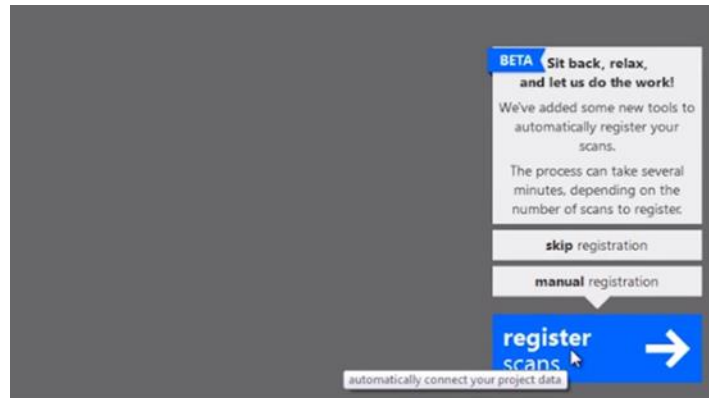 BETA
Sit back, relax,
and let us do the work!
We've added some new tools to
automatically register your
scans.
The process can take several
minutes, depending on the
number of scans to register.
skip registration
manual registration
register
scans
automatically connect your project data